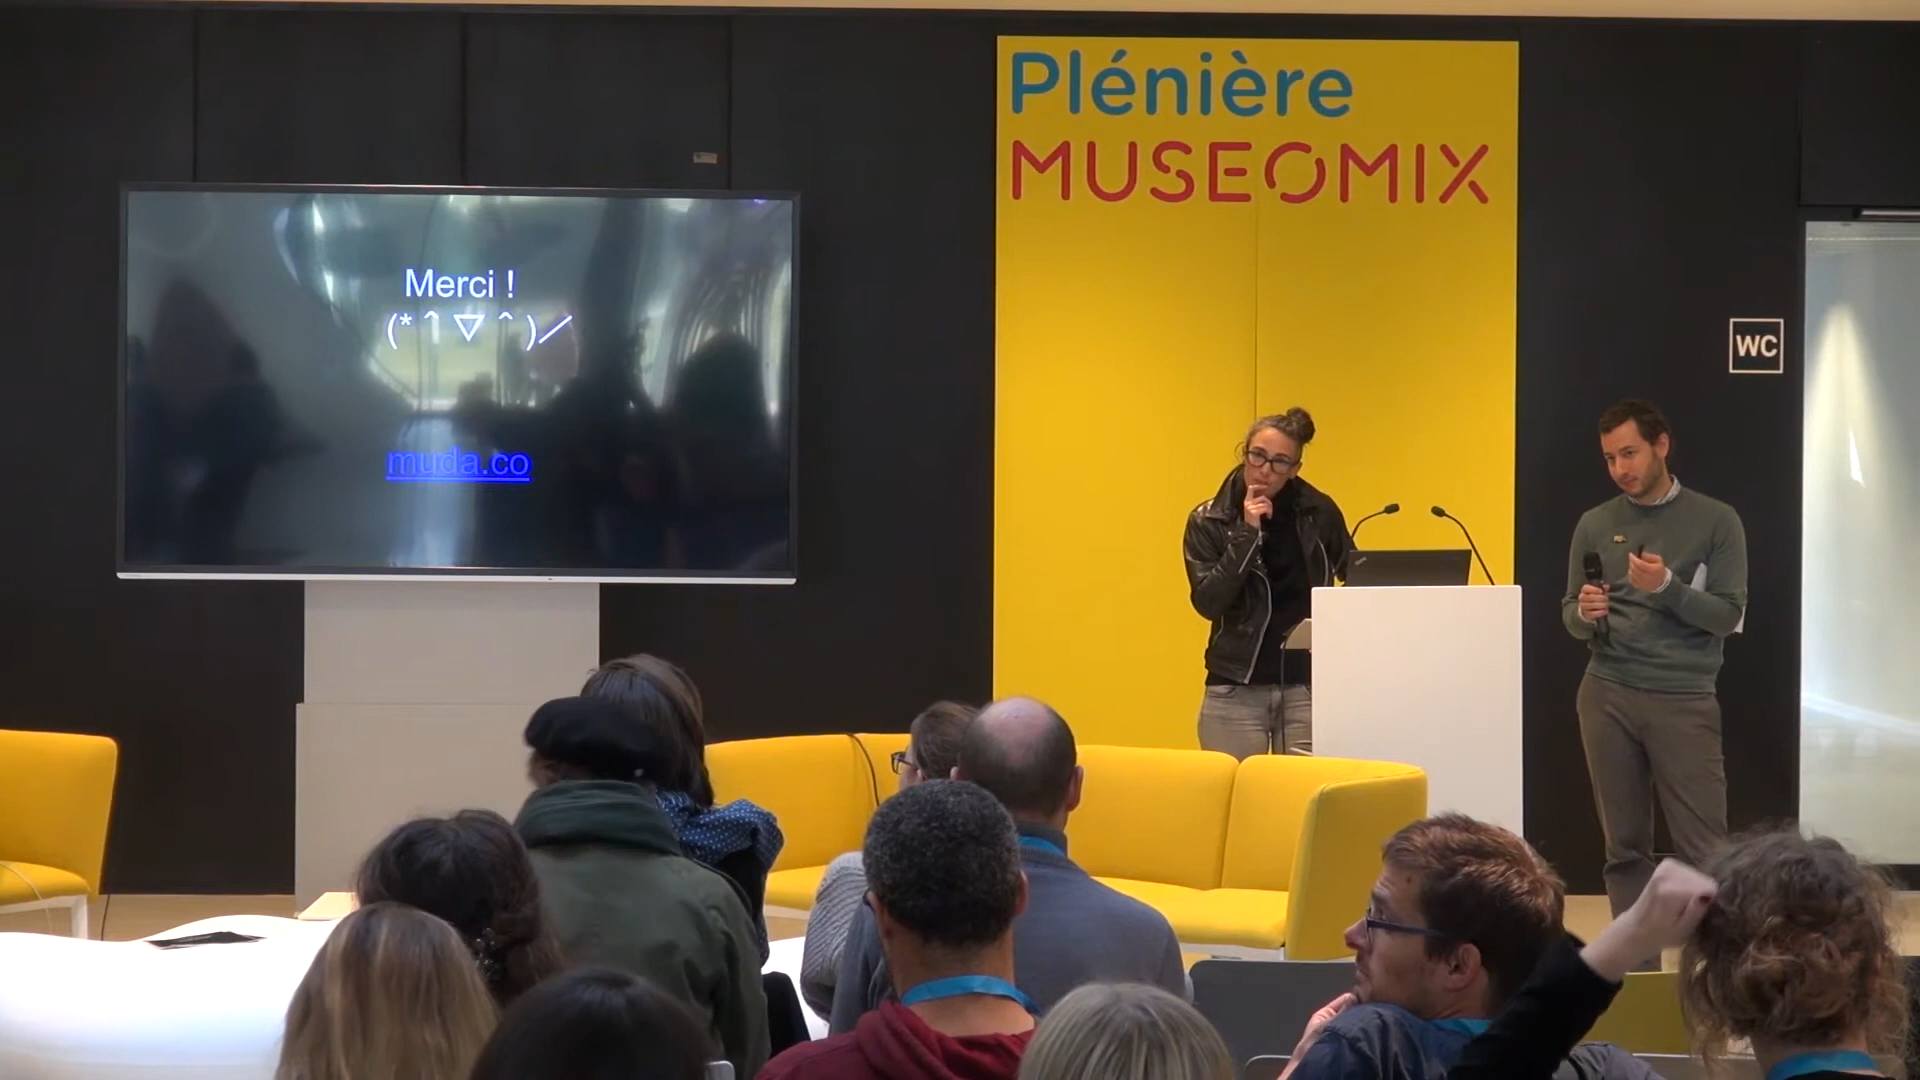 Plénière
MUSEOMIX
Merci !
(* ^ ▽ ^ )／
muda.co
WC